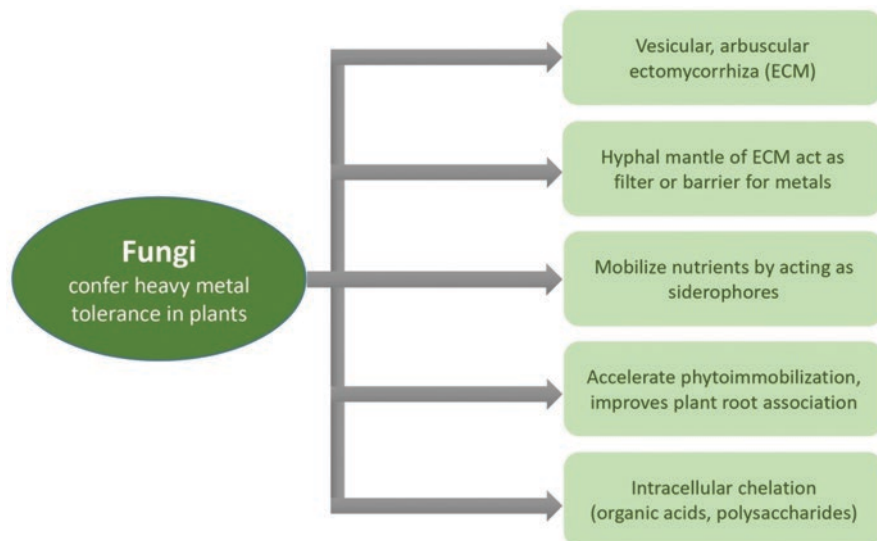 Vesicular, arbuscular
ectomycorrhiza (ECM)
Hyphal mantle of ECM act as
filter or barrier for metals
Fungi
confer heavy metal
tolerance in plants
Mobilize nutrients by acting as
siderophores
Accelerate phytoimmobilization,
improves plant root association
Intracellular chelation
(organic acids, polysaccharides)